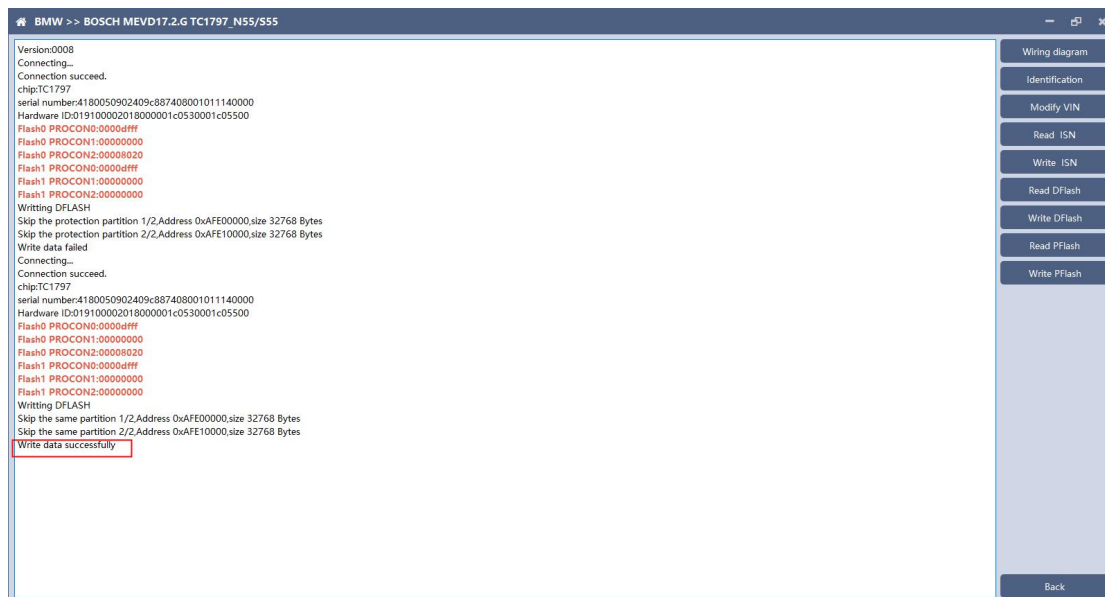 BMW >> BOSCH MEVD17.2.G TC1797_N55/S55
Version:0008
Connecting...
Connection succeed.
chip:TC1797
serial number:4180050902409c887408001011140000
Hardware ID:019100002018000001c0530001c05500
Flash0 PROCON0:0000dfff
Flash0 PROCON1:00000000
Flash0 PROCON2:00008020
Flash1 PROCON0:0000dfff
Flash1 PROCON1:00000000
Flash1 PROCON2:00000000
Writting DFLASH
Skip the protection partition 1/2,Address 0xAFE00000,size 32768 Bytes
Skip the protection partition 2/2,Address 0xAFE10000,size 32768 Bytes
Write data failed
Connecting...
Connection succeed.
chip:TC1797
serial number:4180050902409c887408001011140000
Hardware ID:019100002018000001c0530001c05500
Flash0 PROCON0:0000dfff
Flash0 PROCON1:00000000
Flash0 PROCON2:00008020
Flash1 PROCON0:0000dfff
Flash1 PROCON1:00000000
Flash1 PROCON2:00000000
Writting DFLASH
Skip the same partition 1/2,Address 0xAFE00000,size 32768 Bytes
Skip the same partition 2/2,Address 0xAFE10000,size 32768 Bytes
Write data successfully
Wiring diagram
Identification
Modify VIN
Read ISN
Write ISN
Read DFlash
Write DFlash
Read PFlash
Write PFlash
Back